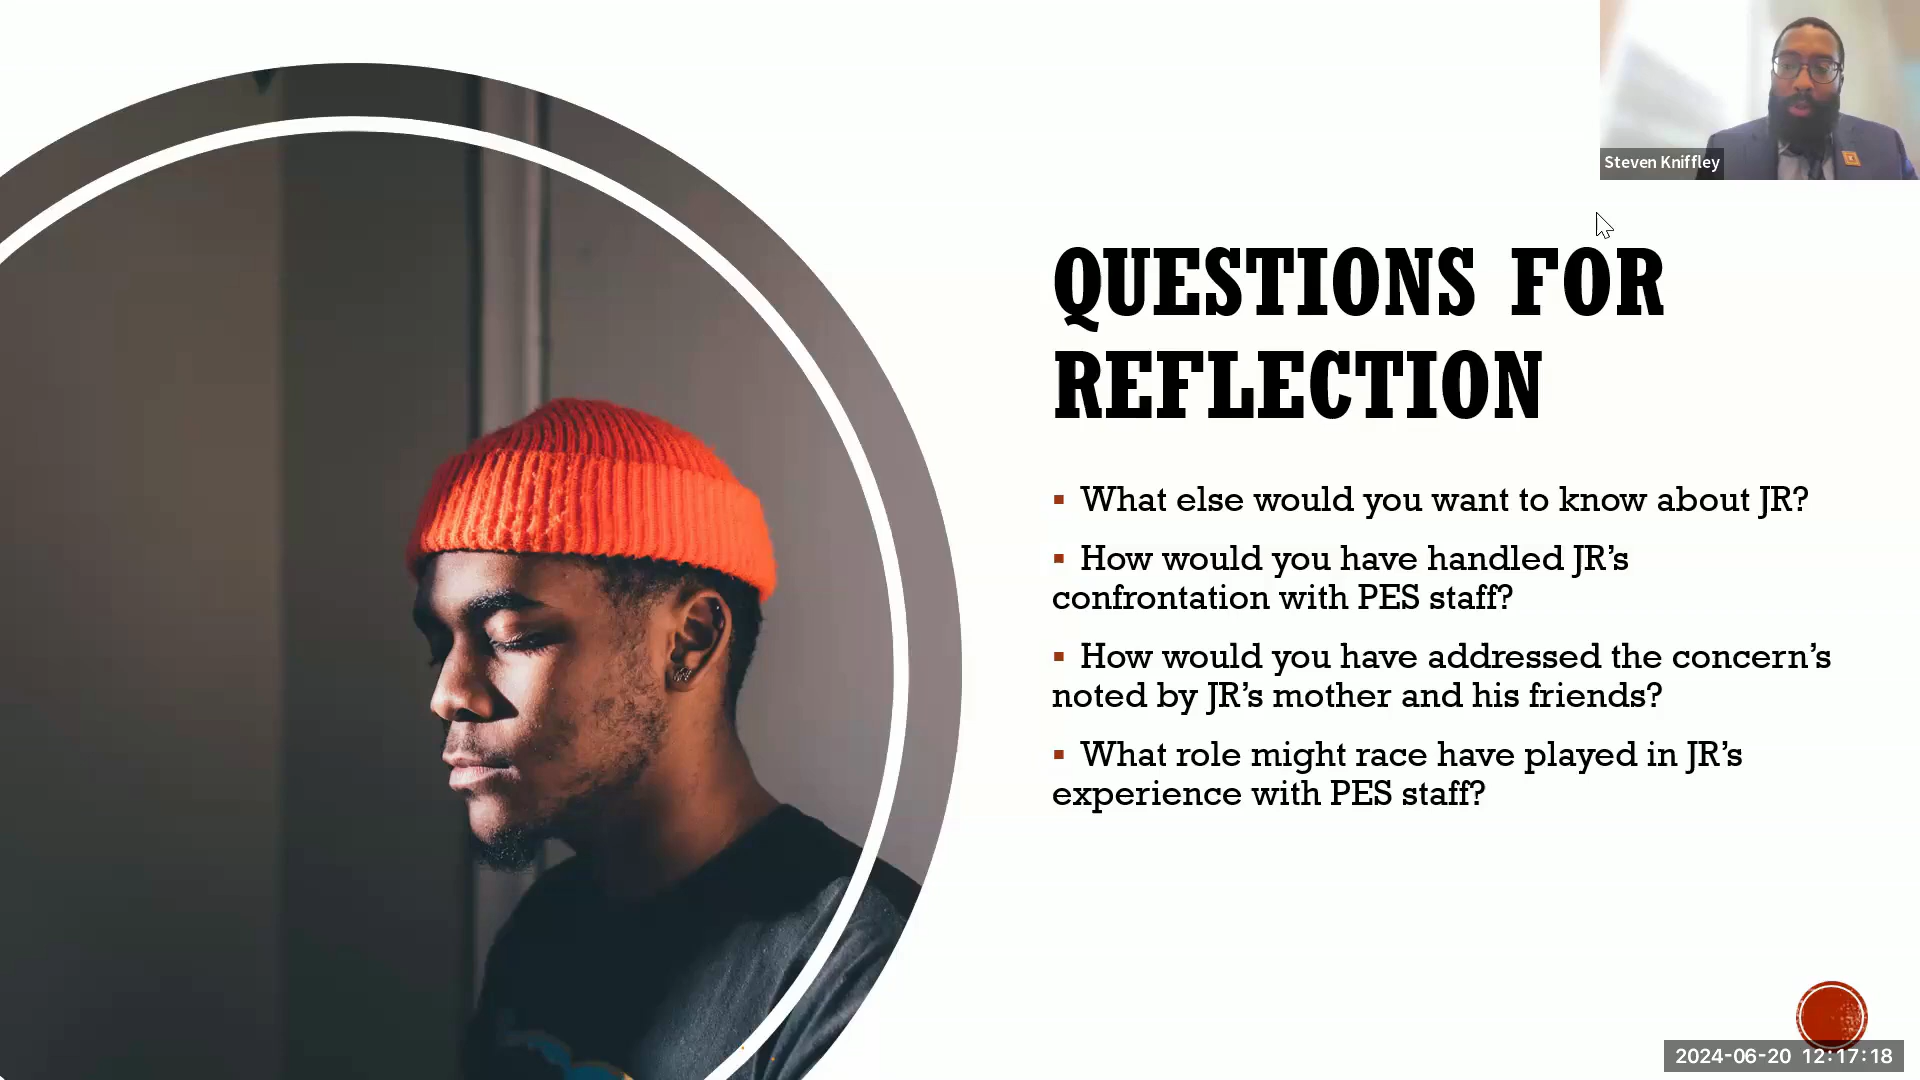 Steven Kniffley
QUESTIONS FOR
REFLECTION
▪ What else would you want to know about JR?
▪ How would you have handled JR’s
confrontation with PES staff?
▪ How would you have addressed the concern’s
noted by JR’s mother and his friends?
▪ What role might race have played in JR’s
experience with PES staff?
2024-06-20 12:17:18